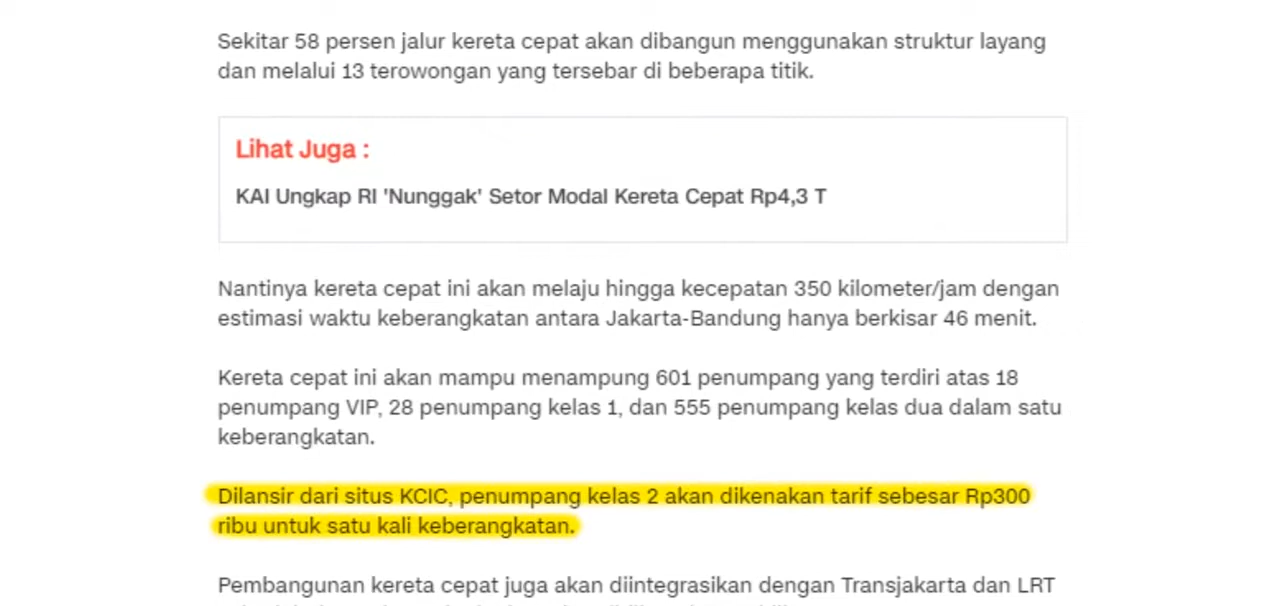 Sekitar 58 persen jalur kereta cepat akan dibangun menggunakan struktur layang
dan melalui 13 terowongan yang tersebar di beberapa titik.
Lihat Juga :
KAI Ungkap RI 'Nunggak' Setor Modal Kereta Cepat Rp4,3 T
Nantinya kereta cepat ini akan melaju hingga kecepatan 350 kilometer/jam dengan
estimasi waktu keberangkatan antara Jakarta-Bandung hanya berkisar 46 menit.
Kereta cepat ini akan mampu menampung 601 penumpang yang terdiri atas 18
penumpang VIP, 28 penumpang kelas 1, dan 555 penumpang kelas dua dalam satu
keberangkatan.
Dilansir dari situs KCIC, penumpang kelas 2 akan dikenakan tarif sebesar Rp300
ribu untuk satu kali keberangkatan.
Pembangunan kereta cepat juga akan diintegrasikan dengan Transjakarta dan LRT